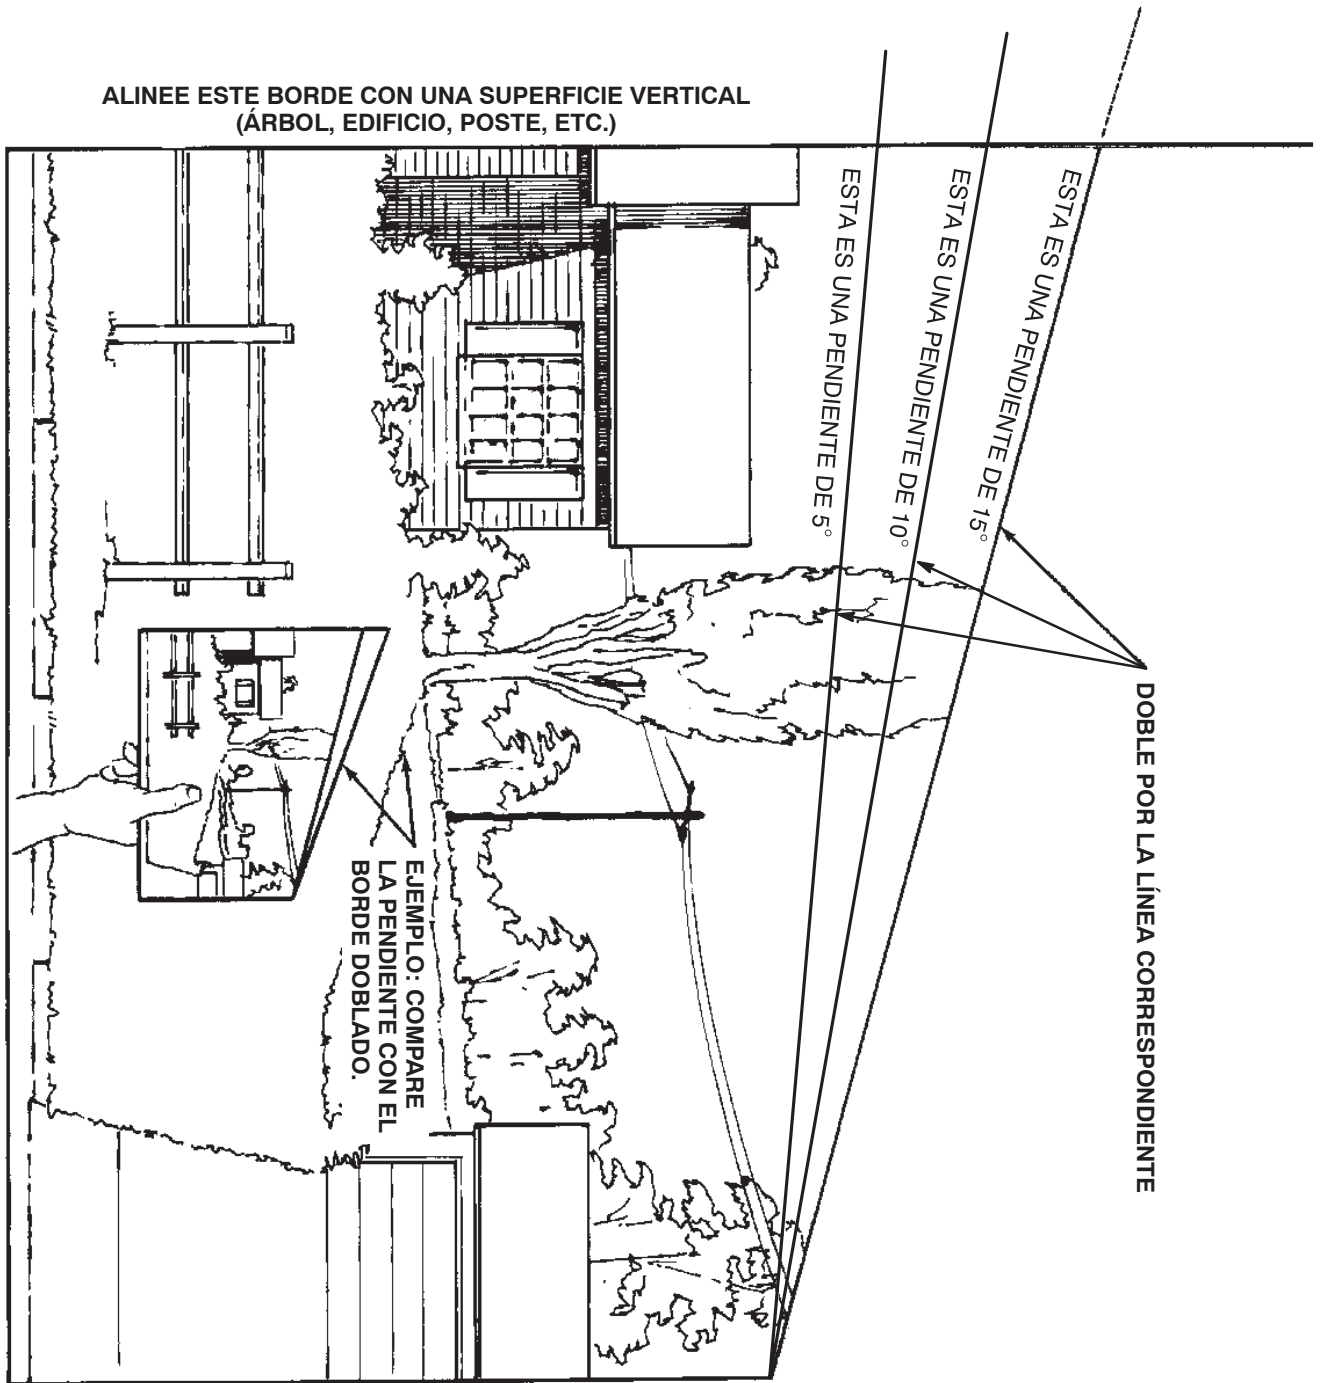 ALINEE ESTE BORDE CON UNA SUPERFICIE VERTICAL
(ÁRBOL, EDIFICIO, POSTE, ETC.)
ESTA ES UNA PENDIENTE DE 15°
ESTA ES UNA PENDIENTE DE 10°
ESTA ES UNA PENDIENTE DE 5°
DOBLE POR LA LÍNEA CORRESPONDIENTE
EJEMPLO: COMPARE
LA PENDIENTE CON EL
BORDE DOBLADO.